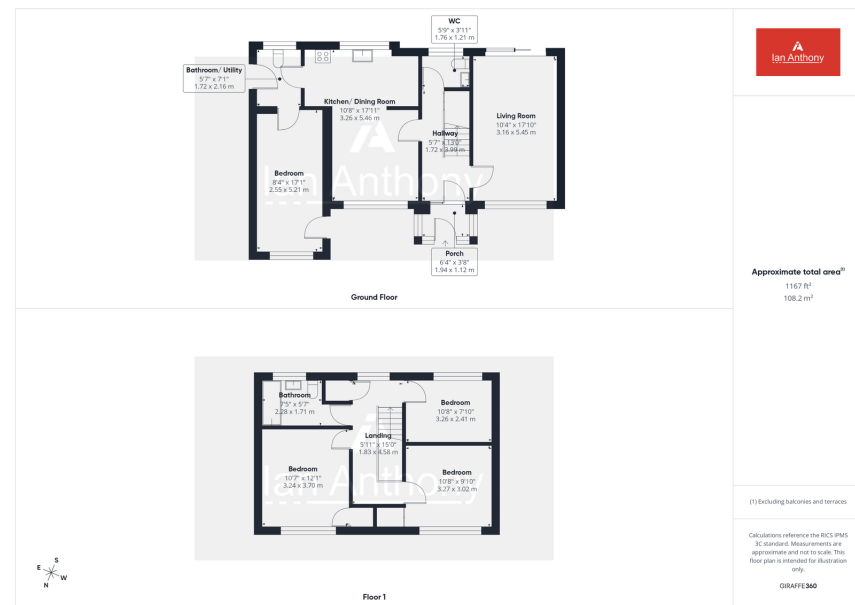 WC
5'9" x 3'11"
1.76 x 1.21 m
Bathroom/ Utility
5'7" x 7'1"
1.72 x 2.16 m
Kitchen/ Dining Room
10'8" x 17'11"
3.26 x 5.46 m
Living Room
10'4" x 17'10"
3.16 x 5.45 m
Hallway
5'7" x 13'0"
1.72 x 3.99 m
Bedroom
8'4" x 17'1"
2.55 x 5.21 m
Ian Anthony
Porch
6'4" x 3'8"
1.94 x 1.12 m
Ground Floor
Bathroom
7'5" x 5'7"
2.28 x 1.71 m
Bedroom
10'8" x 7'10"
3.26 x 2.41 m
Landing
5'11" x 15'0"
1.83 x 4.58 m
Bedroom
10'7" x 12'1"
3.24 x 3.70 m
Bedroom
10'8" x 9'10"
3.27 x 3.02 m
Ian Anthony
S
E
W
N
Floor 1
Ian Anthony
Approximate total area(1)
1167 ft²
108.2 m²
(1) Excluding balconies and terraces
Calculations reference the RICS IPMS
3C standard. Measurements are
approximate and not to scale. This
floor plan is intended for illustration
only.
GIRAFFE360